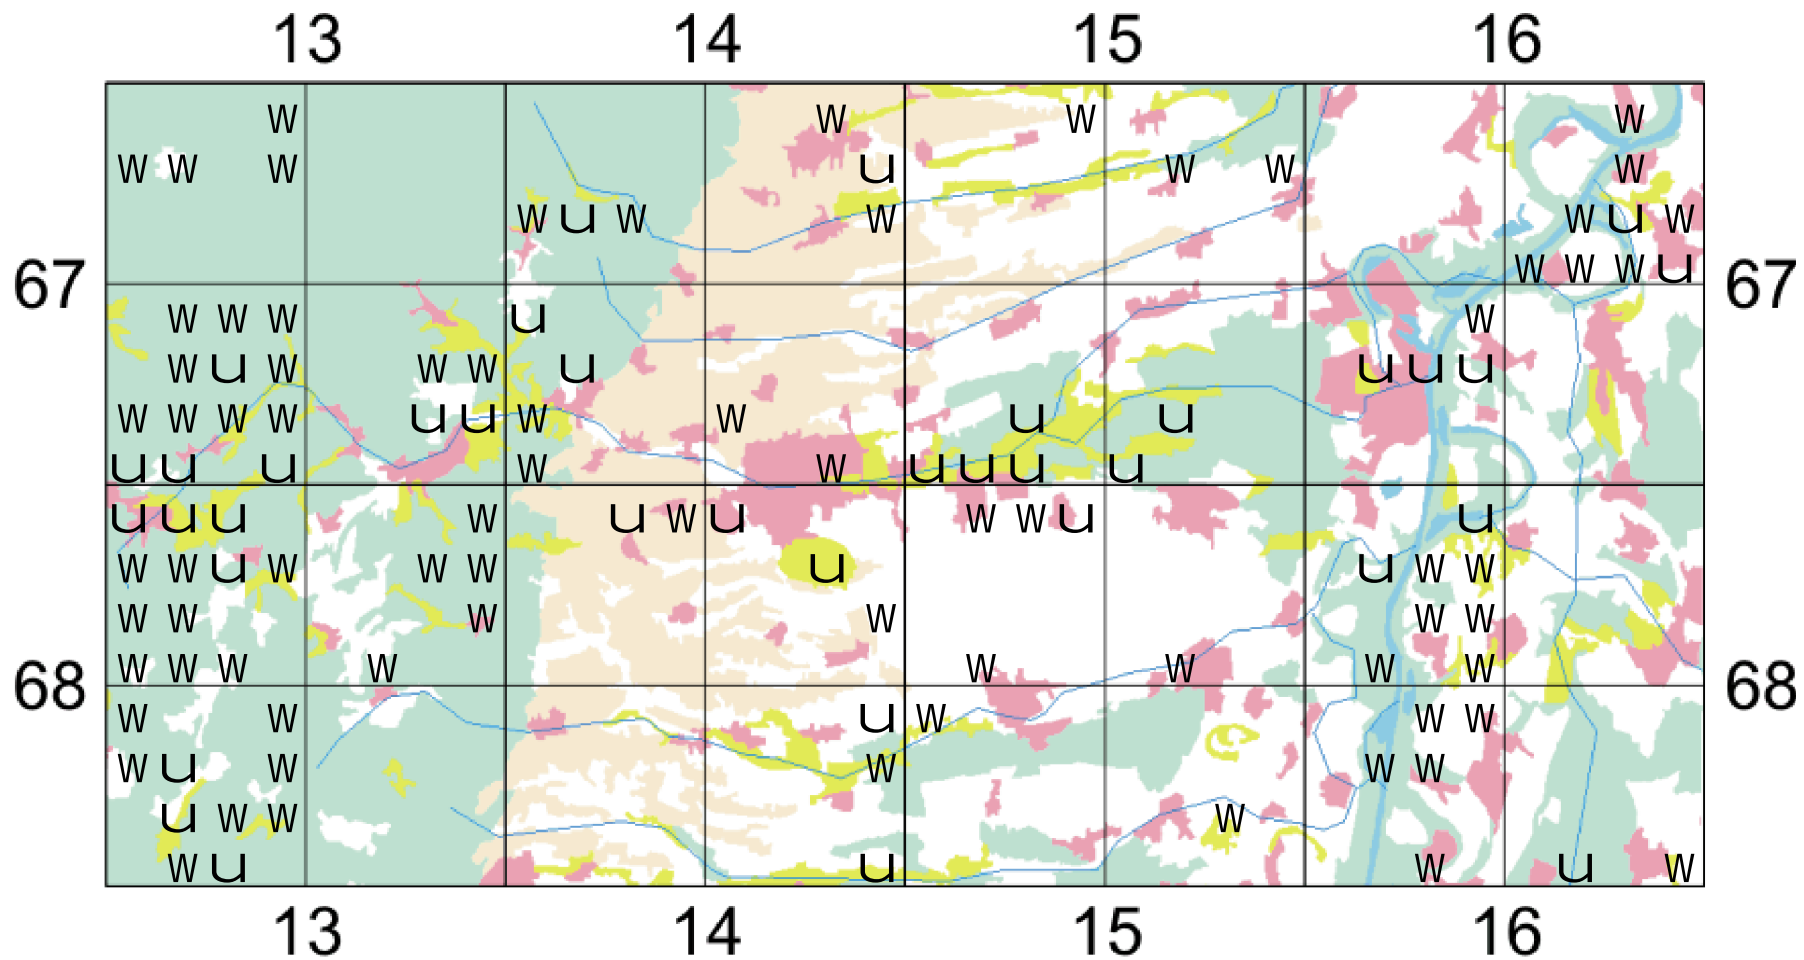 13 14 15 16
W W W W
W W W u W W W
W u W W W u W
67 W W W u 67
W W W u W
W u W W W u u u u
W W W W u u W W u u
u u u W W u u u u
u u u W u W u W W u u
W W u W W W u u W W
W W W W W W
68 W W W W W W W W 68
W W u W W W
W u W W W W
u W W W
W u u W u W
13 14 15 16